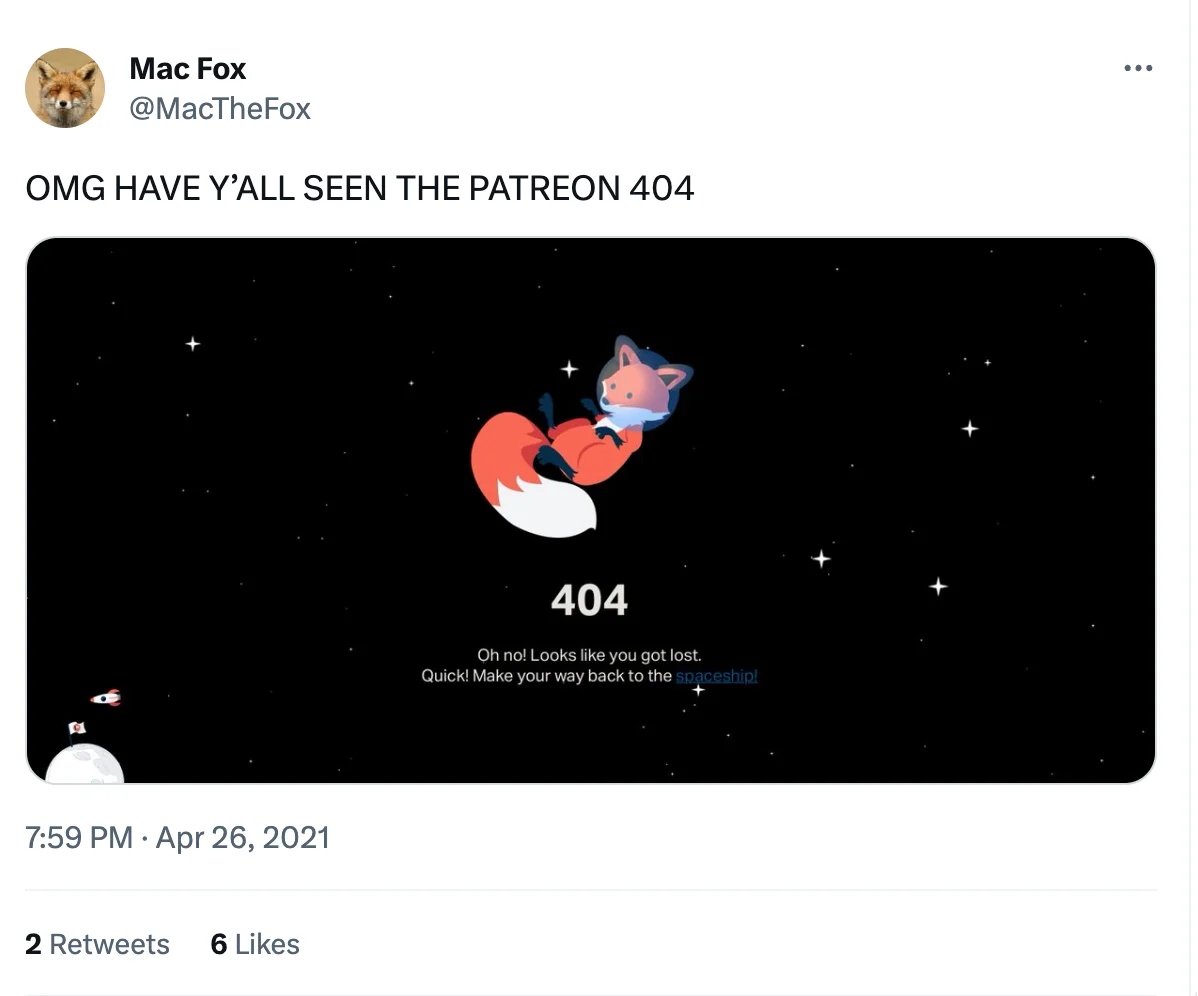 Mac Fox
@MacTheFox
OMG HAVE Y’ALL SEEN THE PATREON 404
404
Oh no! Looks like you got lost.
Quick! Make your way back to the spaceship!
7:59 PM · Apr 26, 2021
2 Retweets 6 Likes